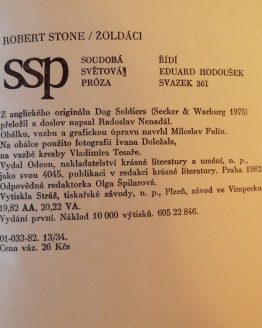 ROBERT STONE / ŽOLDÁCI
ssp
SOUDOBÁ
SVĚTOVÁ
PRÓZA
ŘÍDÍ
EDUARD HODOUŠEK
SVAZEK 361
Z anglického originálu Dog Soldiers (Secker & Warburg 1975)
přeložil a doslov napsal Radoslav Nenadál.
Obálku, vazbu a grafickou úpravu navrhl Miloslav Fulín.
Na obálce použito fotografií Ivana Doležala,
na vazbě kresby Vladimíra Tesaře.
Vydal Odeon, nakladatelství krásné literatury a umění, n. p.,
jako svou 4045. publikaci v redakci krásné literatury. Praha 1982
Odpovědná redaktorka Olga Špilarová.
Vytiskla Stráž, tiskařské závody, n. p., Plzeň, závod ve Vimperku
19,82 AA, 20,22 VA.
Vydání první. Náklad 10 000 výtisků. 605 22 846.
01-033-82. 13/34.
Cena váz. 26 Kčs